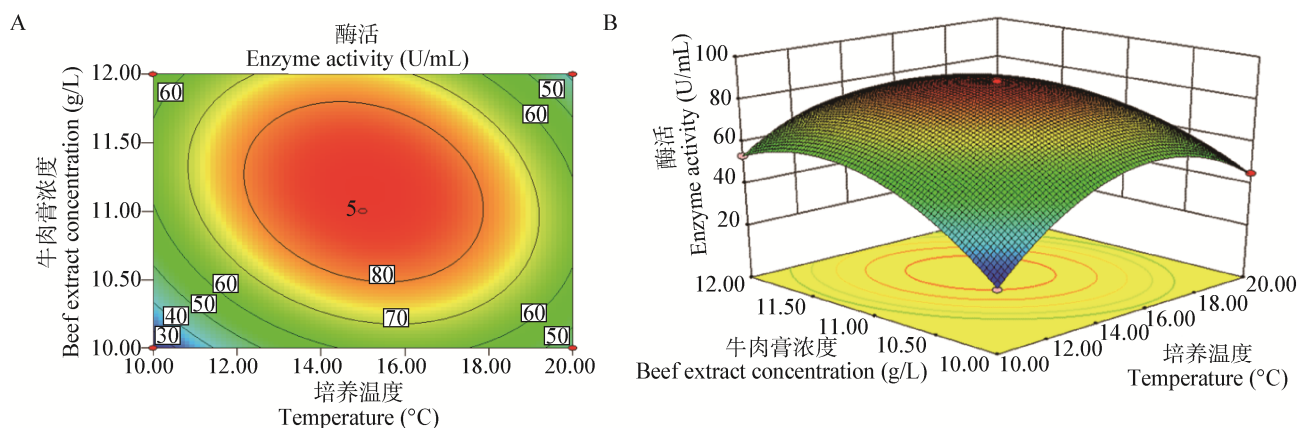 A
酶活
Enzyme activity (U/mL)
牛肉膏浓度
Beef extract concentration (g/L)
12.00
11.50
11.00
10.50
10.00
60
50
60
5
80
70
60
50
40
30
60
50
10.00 12.00 14.00 16.00 18.00 20.00
培养温度
Temperature (°C)
B
酶活
Enzyme activity (U/mL)
100
80
60
40
20
12.00
11.50
11.00
10.50
10.00
牛肉膏浓度
Beef extract concentration (g/L)
10.00
12.00
14.00
16.00
18.00
20.00
培养温度
Temperature (°C)